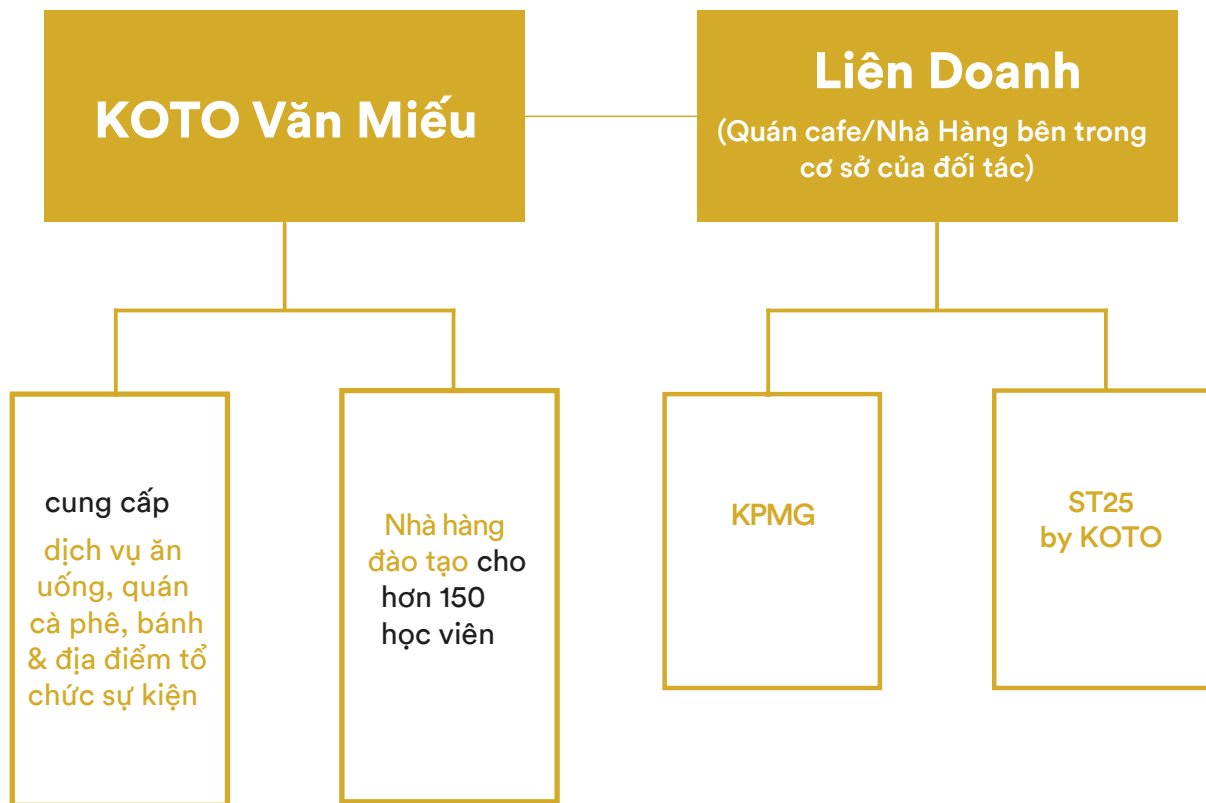 KOTO Văn Miếu
Liên Doanh
(Quán cafe/Nhà Hàng bên trong
cơ sở của đối tác)
cung cấp
dịch vụ ăn
uống, quán
cà phê, bánh
& địa điểm tổ
chức sự kiện
Nhà hàng
đào tạo cho
hơn 150
học viên
KPMG
ST25
by KOTO